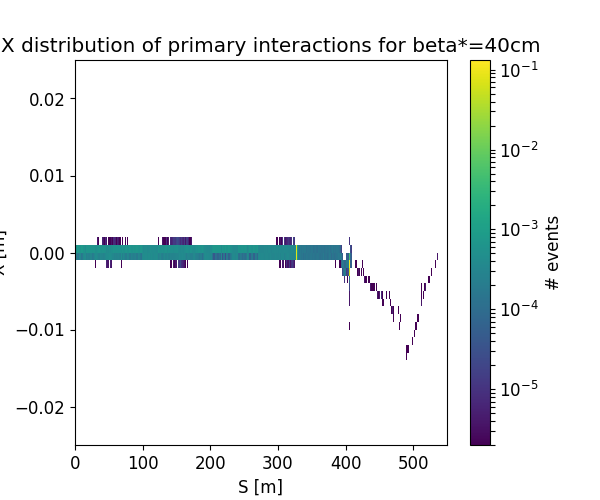 X distribution of primary interactions for beta*=40cm
0.02
0.01
0.00
−0.01
−0.02
X [m]
0 100 200 300 400 500
S [m]
10⁻¹
10⁻²
10⁻³
10⁻⁴
10⁻⁵
# events